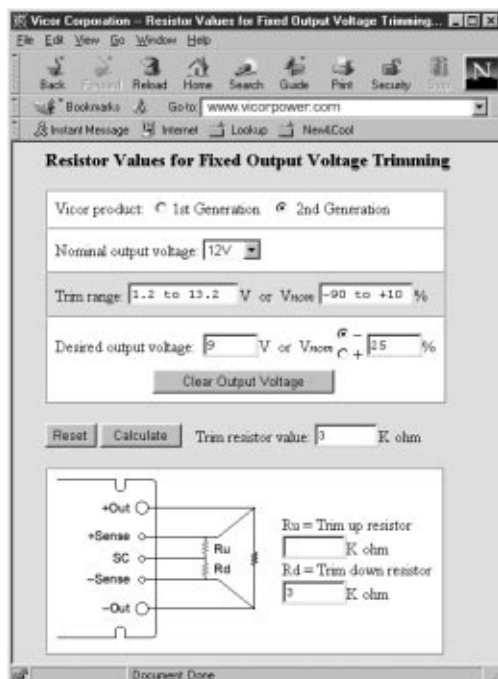 Vicor Corporation -- Resistor Values for Fixed Output Voltage Trimming...
File Edit View Go Window Help
Back Forward Reload Home Search Guide Print Security Stop N
Bookmarks Go to: www.vicorpower.com
Instant Message Internet Lookup New&Cool
Resistor Values for Fixed Output Voltage Trimming
Vicor product: 1st Generation 2nd Generation
Nominal output voltage: 12V
Trim range: 1.2 to 13.2 V or Vnom -90 to +10 %
Desired output voltage: 9 V or Vnom - + 25 %
Clear Output Voltage
Reset Calculate Trim resistor value: 3 K ohm
+Out
+Sense
SC
-Sense
-Out
Ru
Rd
Ru = Trim up resistor
K ohm
Rd = Trim down resistor
3 K ohm
Document Done